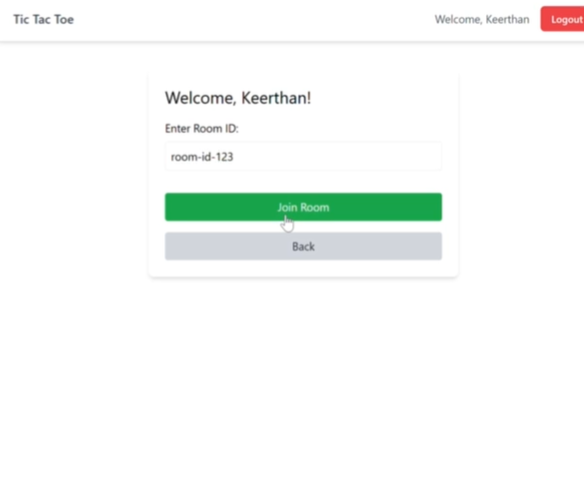 Tic Tac Toe
Welcome, Keerthan
Logout
Welcome, Keerthan!
Enter Room ID:
room-id-123
Join Room
Back